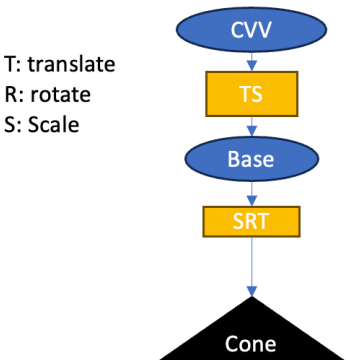 CVV
T: translate
R: rotate
S: Scale
TS
Base
SRT
Cone